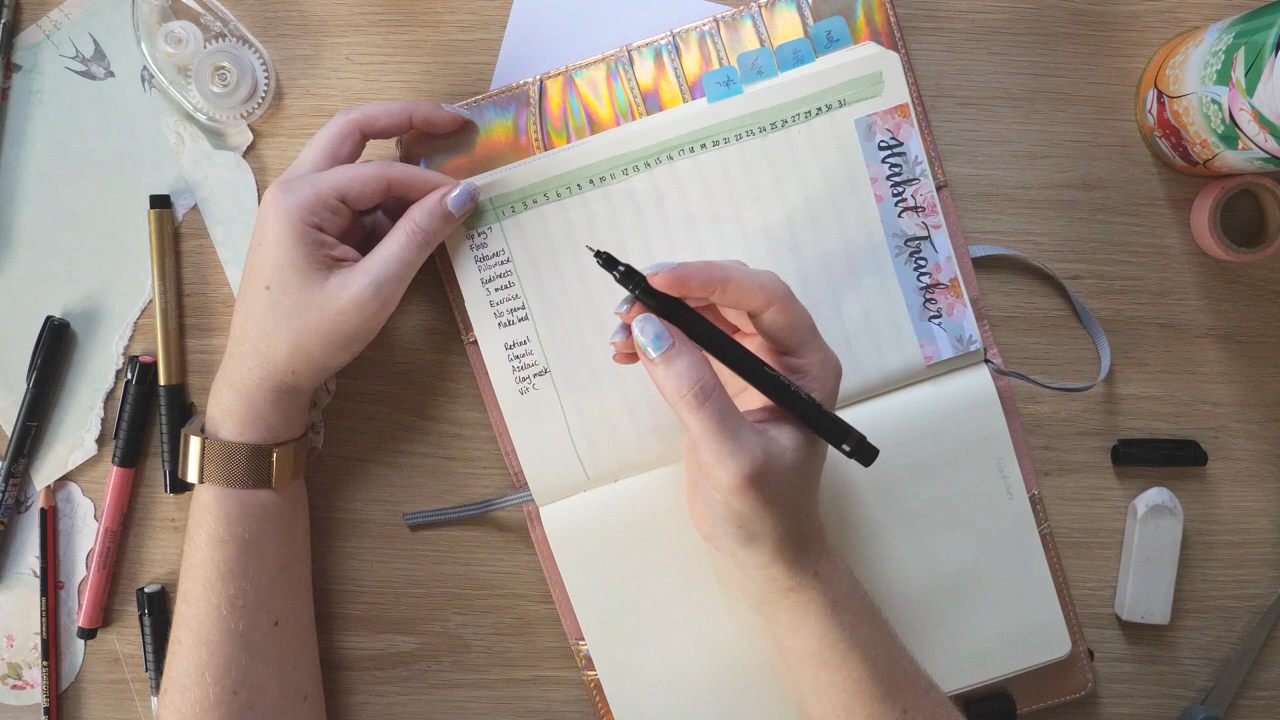 1 2 3 4 5 6 7 8 9 10 11 12 13 14 15 16 17 18 19 20 21 22 23 24 25 26 27 28 29 30 31
Up by 7
Floss
Retainers
Pillowcase
Bedsheets
3 meals
Exercise
No spend
Make bed
Retinol
Glycolic
Azelaic
Clay mask
Vit C
Habit Tracker